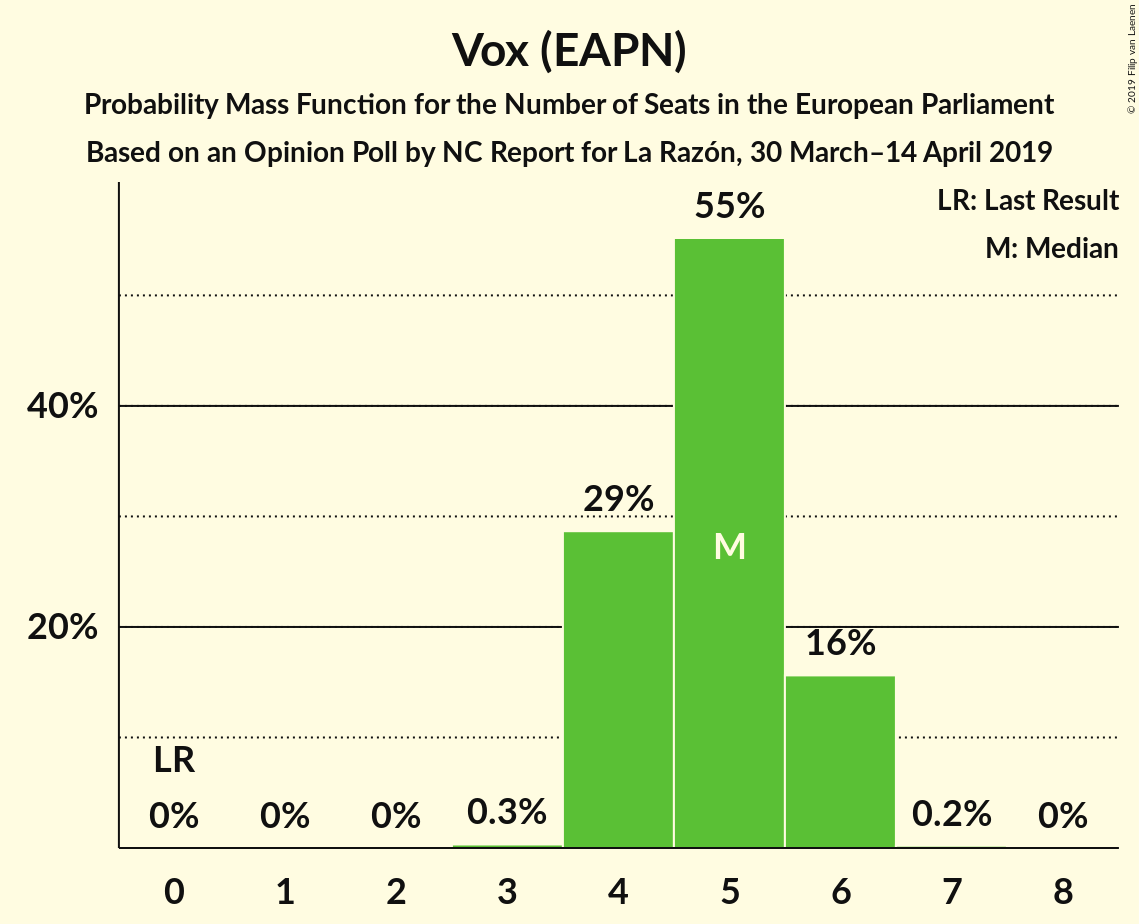 Vox (EAPN)
Probability Mass Function for the Number of Seats in the European Parliament
Based on an Opinion Poll by NC Report for La Razón, 30 March–14 April 2019
© 2019 Filip van Laenen
LR: Last Result
M: Median
55%
40%
29%
M
20%
16%
LR
0%
0%
0%
0.3%
0.2%
0%
0 1 2 3 4 5 6 7 8